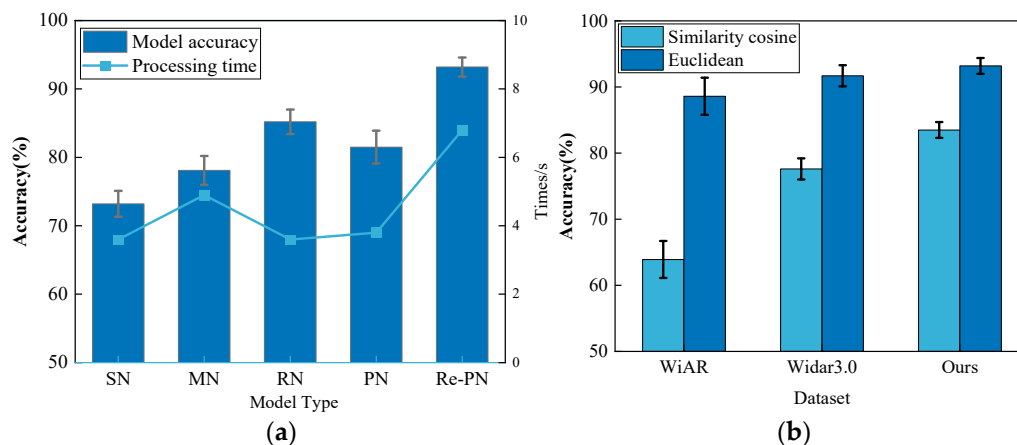 Model accuracy
Processing time
Accuracy(%)
100
90
80
70
60
50
10
8
6
4
2
0
Times/s
SN MN RN PN Re-PN
Model Type
(a)
Similarity cosine
Euclidean
Accuracy(%)
100
90
80
70
60
50
WiAR Widar3.0 Ours
Dataset
(b)